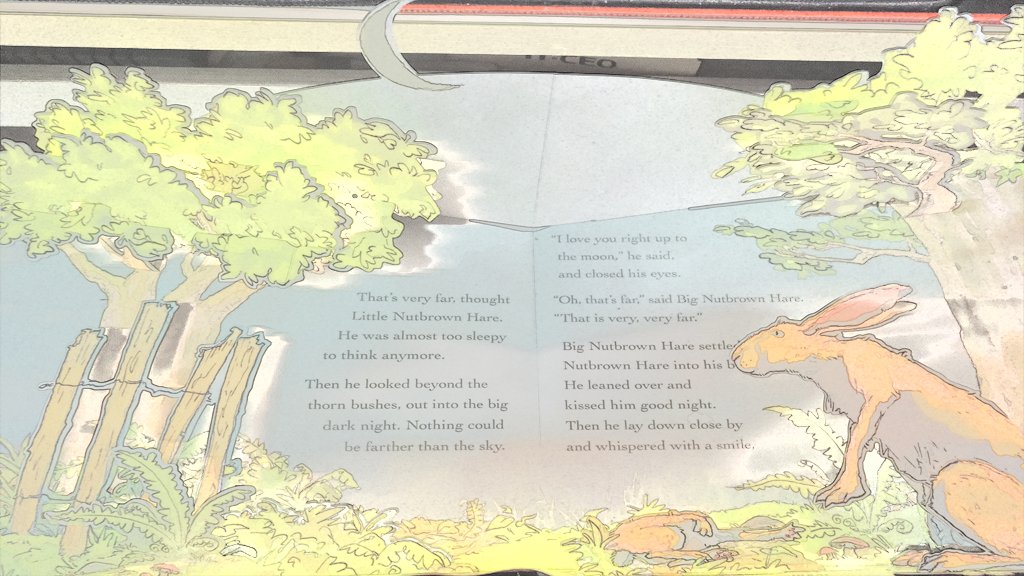 IT-CEO
That's very far, thought
Little Nutbrown Hare.
He was almost too sleepy
to think anymore.
Then he looked beyond the
thorn bushes, out into the big
dark night. Nothing could
be farther than the sky.
"I love you right up to
the moon," he said,
and closed his eyes.
"Oh, that's far," said Big Nutbrown Hare.
"That is very, very far."
Big Nutbrown Hare settled
Nutbrown Hare into his
He leaned over and
kissed him good night.
Then he lay down close by
and whispered with a smile,